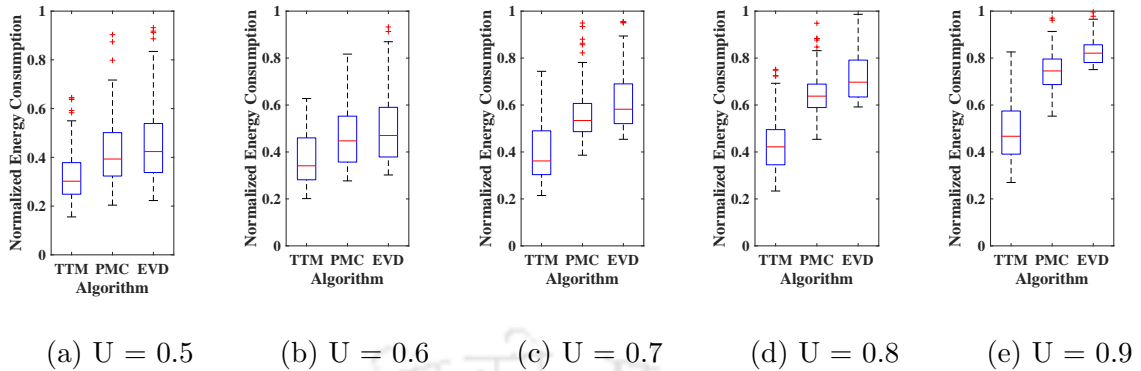 Normalized Energy Consumption
1
0.8
0.6
0.4
0.2
0
TTM PMC EVD
Algorithm
(a) U = 0.5
Normalized Energy Consumption
1
0.8
0.6
0.4
0.2
0
TTM PMC EVD
Algorithm
(b) U = 0.6
Normalized Energy Consumption
1
0.8
0.6
0.4
0.2
0
TTM PMC EVD
Algorithm
(c) U = 0.7
Normalized Energy Consumption
1
0.8
0.6
0.4
0.2
0
TTM PMC EVD
Algorithm
(d) U = 0.8
Normalized Energy Consumption
1
0.8
0.6
0.4
0.2
0
TTM PMC EVD
Algorithm
(e) U = 0.9